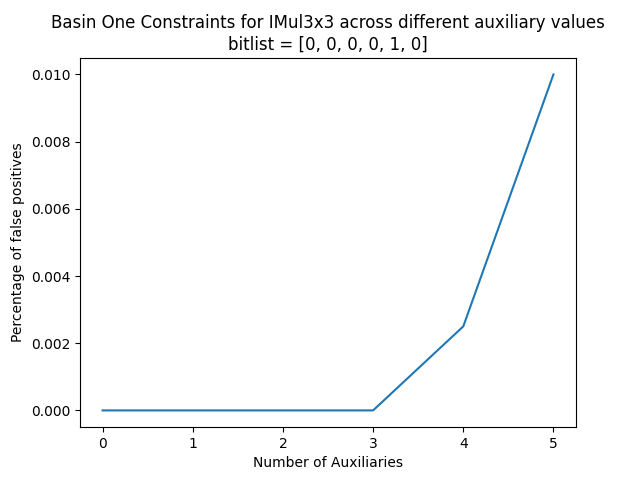 Basin One Constraints for IMul3x3 across different auxiliary values
bitlist = [0, 0, 0, 0, 1, 0]
Percentage of false positives
0.010
0.008
0.006
0.004
0.002
0.000
0 1 2 3 4 5
Number of Auxiliaries